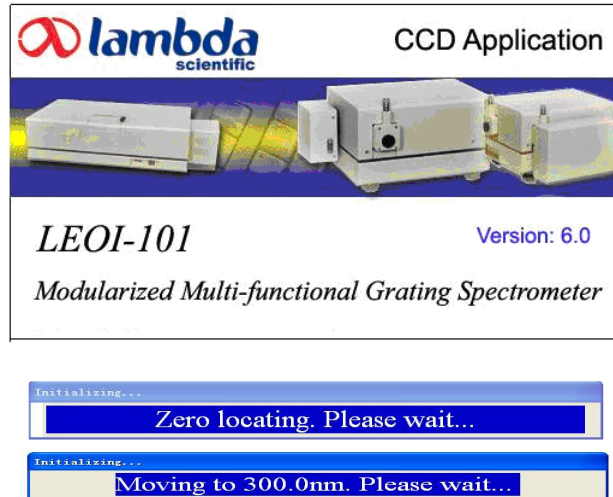 lambda
scientific
CCD Application
LEOI-101
Version: 6.0
Modularized Multi-functional Grating Spectrometer
Initializing...
Zero locating. Please wait...
Initializing...
Moving to 300.0nm. Please wait...